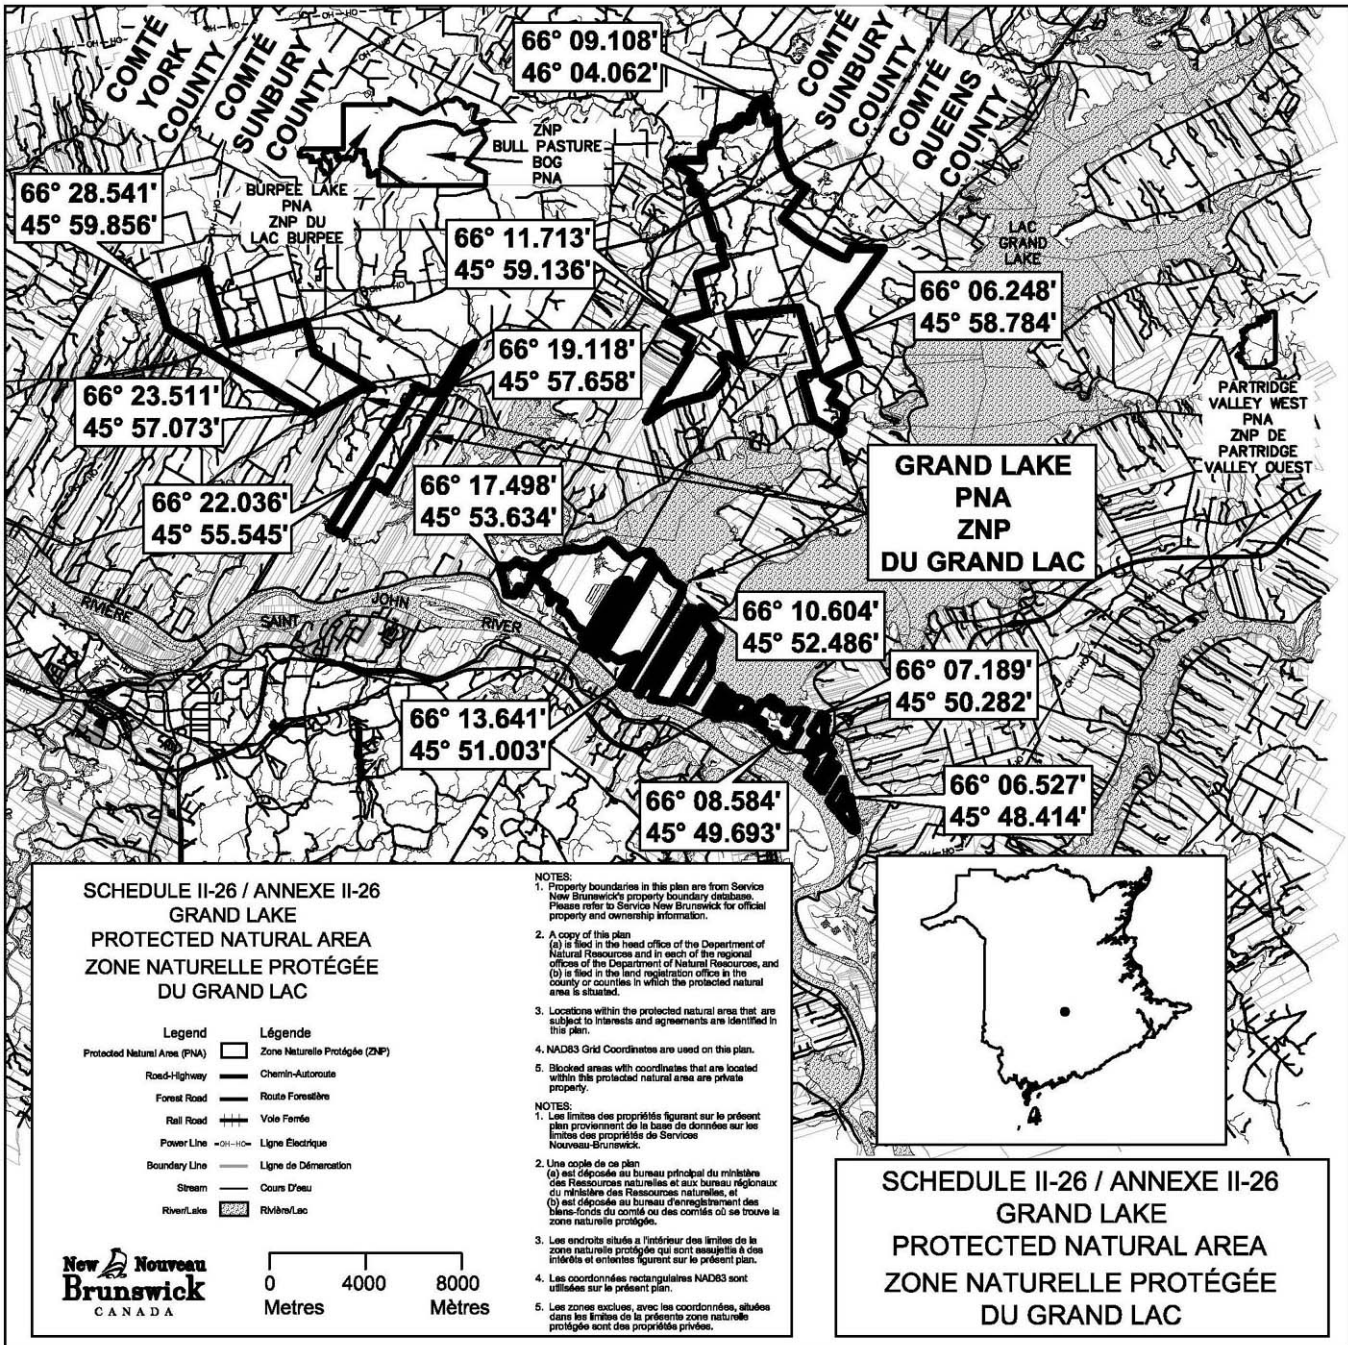 66° 09.108'
46° 04.062'
COMTÉ
YORK
COUNTY
COMTÉ
SUNBURY
COUNTY
COMTÉ
SUNBURY
COUNTY
COMTÉ
QUEENS
COUNTY
ZNP
BULL PASTURE
BOG
PNA
BURPEE LAKE
PNA
ZNP DU
LAC BURPEE
66° 28.541'
45° 59.856'
66° 11.713'
45° 59.136'
LAC
GRAND
LAKE
66° 06.248'
45° 58.784'
66° 19.118'
45° 57.658'
66° 23.511'
45° 57.073'
PARTRIDGE
VALLEY WEST
PNA
ZNP DE
PARTRIDGE
VALLEY OUEST
GRAND LAKE
PNA
ZNP
DU GRAND LAC
66° 17.498'
45° 53.634'
66° 22.036'
45° 55.545'
RIVIÈRE
SAINT
JOHN
RIVER
66° 10.604'
45° 52.486'
66° 07.189'
45° 50.282'
66° 13.641'
45° 51.003'
66° 08.584'
45° 49.693'
66° 06.527'
45° 48.414'
SCHEDULE II-26 / ANNEXE II-26
GRAND LAKE
PROTECTED NATURAL AREA
ZONE NATURELLE PROTÉGÉE
DU GRAND LAC
Legend Légende
Protected Natural Area (PNA) Zone Naturelle Protégée (ZNP)
Road-Highway Chemin-Autoroute
Forest Road Route Forestière
Rail Road Voie Ferrée
Power Line OH-HO Ligne Électrique
Boundary Line Ligne de Démarcation
Stream Cours D'eau
River/Lake Rivière/Lac
New Nouveau
Brunswick
CANADA
0 4000 8000
Metres Mètres
NOTES:
1. Property boundaries in this plan are from Service
New Brunswick's property boundary database.
Please refer to Service New Brunswick for official
property and ownership information.
2. A copy of this plan
(a) is filed in the head office of the Department of
Natural Resources and in each of the regional
offices of the Department of Natural Resources, and
(b) is filed in the land registration office in the
county or counties in which the protected natural
area is situated.
3. Locations within the protected natural area that are
subject to interests and agreements are identified in
this plan.
4. NAD83 Grid Coordinates are used on this plan.
5. Blocked areas with coordinates that are located
within this protected natural area are private
property.
NOTES:
1. Les limites des propriétés figurant sur le présent
plan proviennent de la base de données sur les
limites des propriétés de Services
Nouveau-Brunswick.
2. Une copie de ce plan
(a) est déposée au bureau principal du ministère
des Ressources naturelles et aux bureau régionaux
du ministère des Ressources naturelles, et
(b) est déposée au bureau d'enregistrement des
biens-fonds du comté ou des comtés où se trouve la
zone naturelle protégée.
3. Les endroits situés a l'intérieur des limites de la
zone naturelle protégée qui sont assujettis à des
intérêts et ententes figurent sur le présent plan.
4. Les coordonnées rectangulaires NAD83 sont
utilisées sur le présent plan.
5. Les zones exclues, avec les coordonnées, situées
dans les limites de la présente zone naturelle
protégée sont des propriétés privées.
SCHEDULE II-26 / ANNEXE II-26
GRAND LAKE
PROTECTED NATURAL AREA
ZONE NATURELLE PROTÉGÉE
DU GRAND LAC